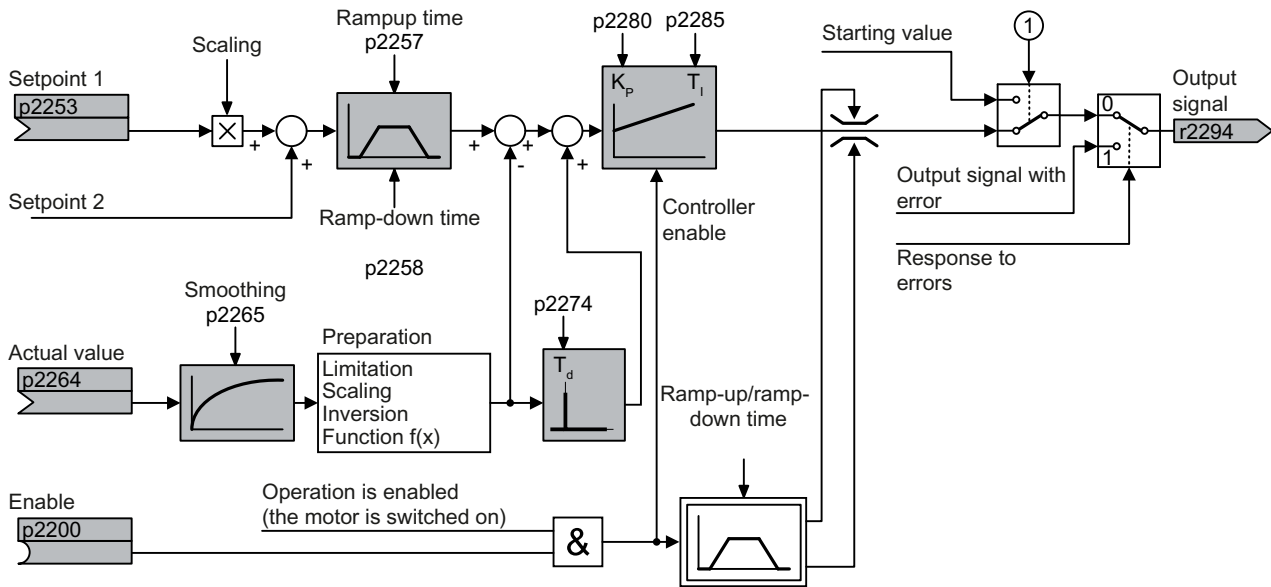 Rampup time
p2257
p2280
p2285
Scaling
Starting value
1
Setpoint 1
p2253
K_P
T_I
Output
signal
r2294
0
1
×
+
+
+
-
+
+
Setpoint 2
Ramp-down time
p2258
Controller
enable
Output signal with
error
Response to
errors
Smoothing
p2265
p2274
Actual value
p2264
Preparation
Limitation
Scaling
Inversion
Function f(x)
T_d
Ramp-up/ramp-
down time
Enable
p2200
Operation is enabled
(the motor is switched on)
&